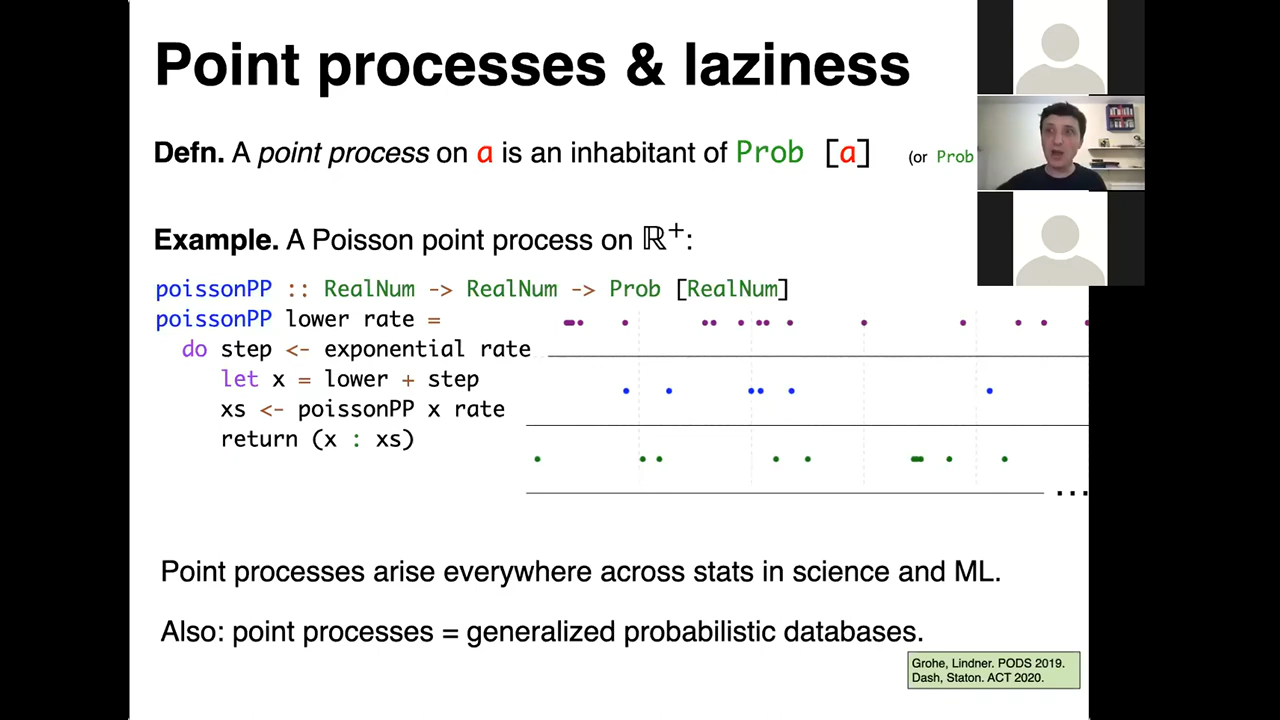 Point processes & laziness
Defn. A point process on a is an inhabitant of Prob [a] (or Prob
Example. A Poisson point process on ℝ⁺:
poissonPP :: RealNum -> RealNum -> Prob [RealNum]
poissonPP lower rate =
do step <- exponential rate
let x = lower + step
xs <- poissonPP x rate
return (x : xs)
...
Point processes arise everywhere across stats in science and ML.
Also: point processes = generalized probabilistic databases.
Grohe, Lindner. PODS 2019.
Dash, Staton. ACT 2020.